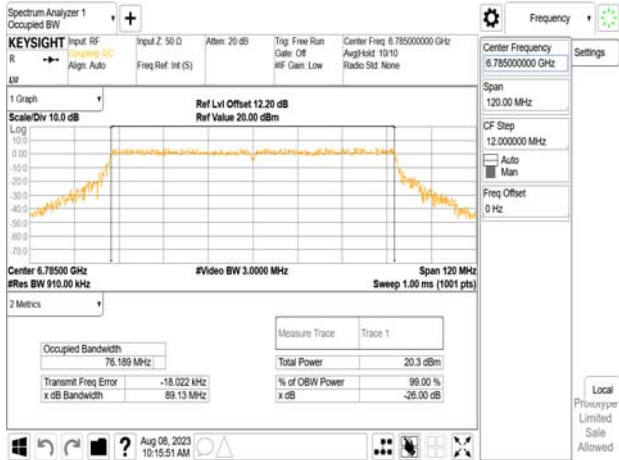 Spectrum Analyzer 1
Occupied BW
Frequency
KEYSIGHT
Input: RF
Coupling: DC
Align: Auto
Input Z: 50 Ω
Freq Ref: Int (S)
Atten: 20 dB
Trig: Free Run
Gate: Off
#IF Gain: Low
Center Freq: 6.785000000 GHz
Avg|Hold: 10/10
Radio Std: None
R
LXI
Center Frequency
6.785000000 GHz
Settings
Span
120.00 MHz
CF Step
12.000000 MHz
Auto
Man
Freq Offset
0 Hz
1 Graph
Scale/Div 10.0 dB
Ref Lvl Offset 12.20 dB
Ref Value 20.00 dBm
Log
10.0
0.00
-10.0
-20.0
-30.0
-40.0
-50.0
-60.0
-70.0
Center 6.78500 GHz
#Video BW 3.0000 MHz
Span 120 MHz
#Res BW 910.00 kHz
Sweep 1.00 ms (1001 pts)
2 Metrics
Measure Trace
Trace 1
Occupied Bandwidth
76.189 MHz
Total Power
20.3 dBm
Transmit Freq Error
-18.022 kHz
% of OBW Power
99.00 %
x dB Bandwidth
89.13 MHz
x dB
-26.00 dB
Local
Prototype
Limited
Sale
Allowed
Aug 08, 2023
10:15:51 AM